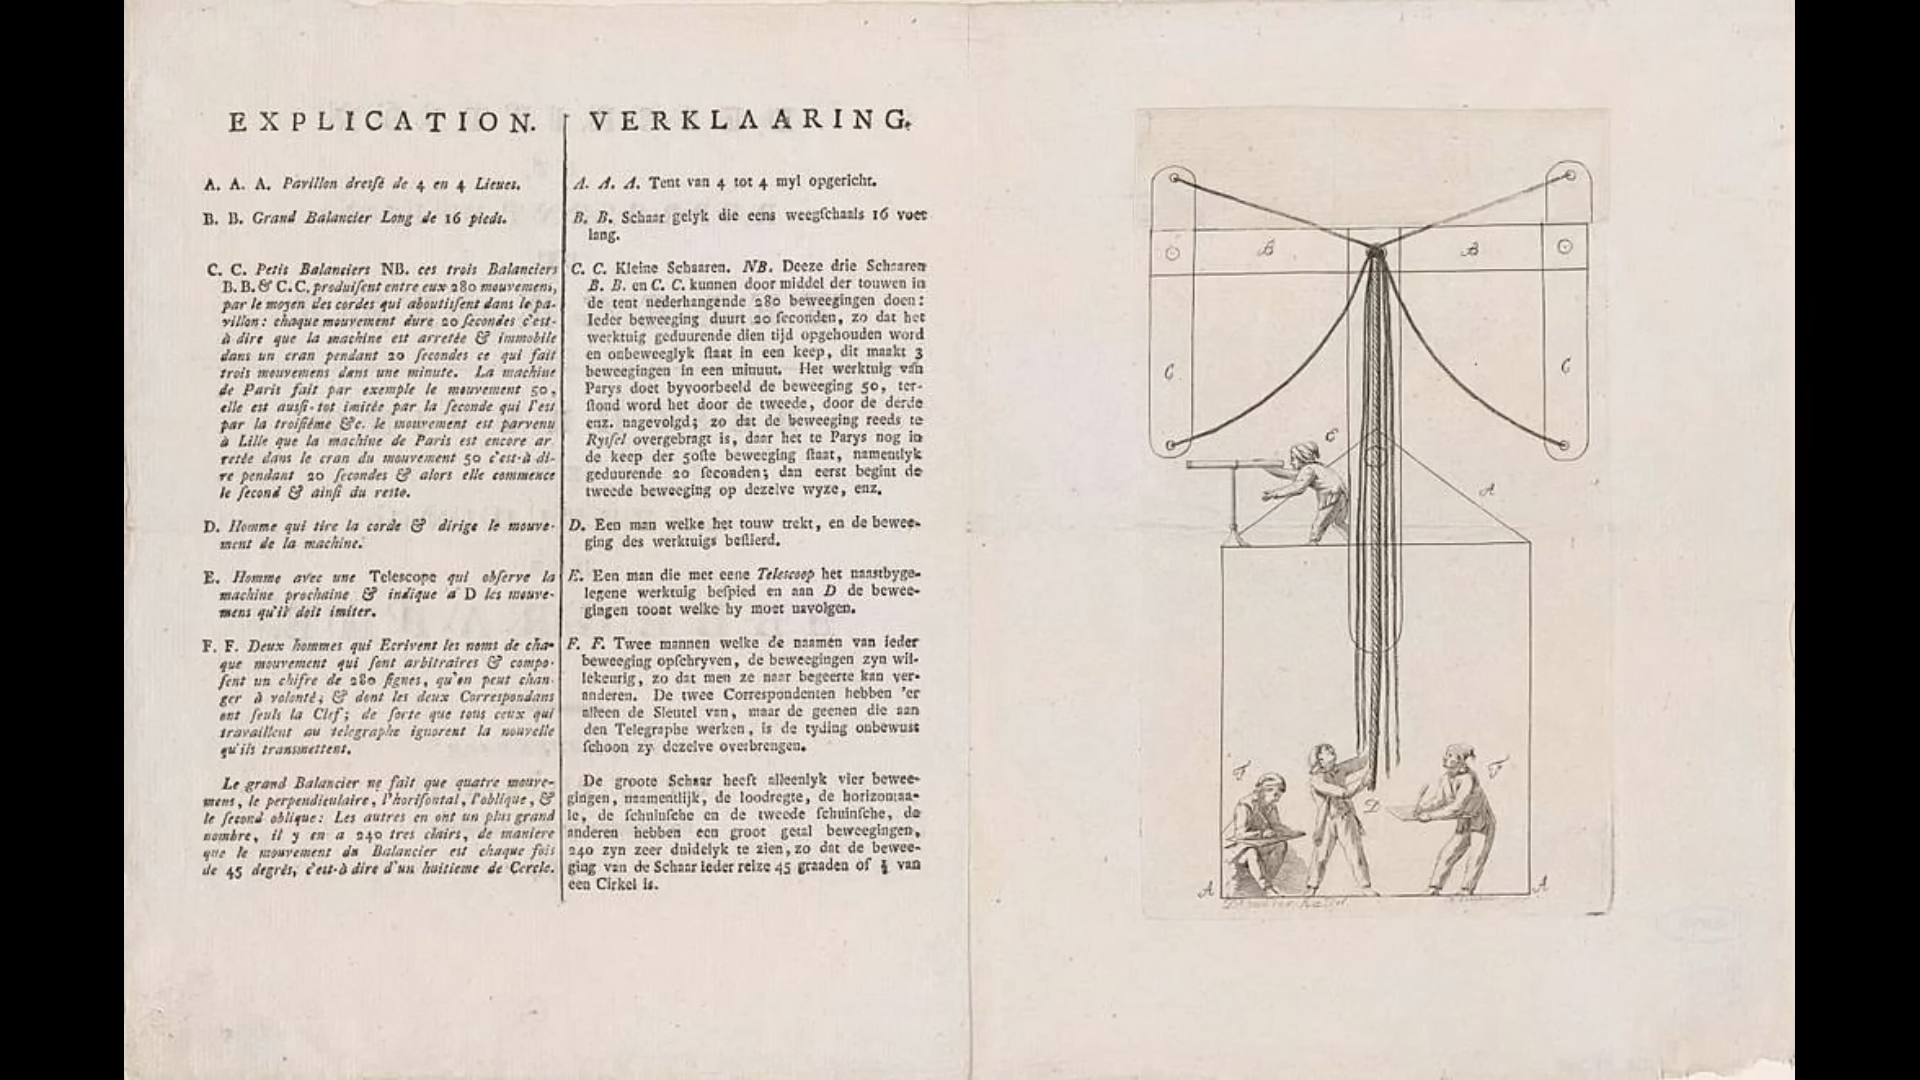 EXPLICATION.
A. A. A. Pavillon dreſſé de 4 en 4 Lieues.
B. B. Grand Balancier Long de 16 pieds.
C. C. Petis Balanciers NB. ces trois Balanciers
B. B. & C. C. produiſent entre eux 280 mouvemens,
par le moyen des cordes qui aboutiſſent dans le pa-
villon: chaque mouvement dure 20 ſecondes c'eſt-
à-dire que la machine est arretée & immobile
dans un cran pendant 20 ſecondes ce qui fait
trois mouvemens dans une minute. La machine
de Paris fait par exemple le mouvement 50,
elle est auſſi-tot imitée par la ſeconde qui l'est
par la troiſiéme &c. le mouvement est parvenu
à Lille que la machine de Paris est encore ar
retée dans le cran du mouvement 50 c'est-à-di-
re pendant 20 ſecondes & alors elle commence
le ſecond & ainſi du reste.
D. Homme qui tire la corde & dirige le mouve-
ment de la machine.
E. Homme avec une Telescope qui obſerve la
machine prochaine & indique a D les mouve-
mens qu'il doit imiter.
F. F. Deux hommes qui Ecrivent les noms de cha-
que mouvement qui ſont arbitraires & compo-
ſent un chifre de 280 ſignes, qu'on peut chan-
ger à volonté; & dont les deux Correspondans
ont ſeuls la Clef; de ſorte que tous ceux qui
travaillent au telegraphe ignorent la nouvelle
qu'ils transmettent.
Le grand Balancier ne fait que quatre mouve-
mens, le perpendiculaire, l'horiſontal, l'oblique, &
le ſecond oblique: Les autres en ont un plus grand
nombre, il y en a 240 tres clairs, de maniere
que le mouvement du Balancier est chaque fois
de 45 degrés, c'est-à dire d'un huitieme de Cercle.
VERKLAARING.
A. A. A. Tent van 4 tot 4 myl opgericht.
B. B. Schaar gelyk die eens weegſchaals 16 voet
lang.
C. C. Kleine Schaaren. NB. Deeze drie Schaaren
B. B. en C. C. kunnen door middel der touwen in
de tent nederhangende 280 beweegingen doen:
Ieder beweeging duurt 20 ſeconden, zo dat het
werktuig geduurende dien tijd opgehouden word
en onbeweeglyk ſtaat in een keep, dit maakt 3
beweegingen in een minuut. Het werktuig van
Parys doet byvoorbeeld de beweeging 50, ter-
ſtond word het door de tweede, door de derde
enz. nagevolgd; zo dat de beweeging reeds te
Ryſſel overgebragt is, daar het te Parys nog in
de keep der 50ſte beweeging ſtaat, namentlyk
geduurende 20 ſeconden; dan eerst begint de
tweede beweeging op dezelve wyze, enz.
D. Een man welke het touw trekt, en de bewee-
ging des werktuigs beſtierd.
E. Een man die met eene Telescoop het naastbyge-
legene werktuig beſpied en aan D de bewee-
gingen toont welke hy moet navolgen.
F. F. Twee mannen welke de naamen van ieder
beweeging opſchryven, de beweegingen zyn wil-
lekeurig, zo dat men ze naar begeerte kan ver-
anderen. De twee Correspondenten hebben 'er
alleen de Sleutel van, maar de geenen die aan
den Telegraphe werken, is de tyding onbewust
ſchoon zy dezelve overbrengen.
De groote Schaar heeft alleenlyk vier bewee-
gingen, naamentlijk, de loodregte, de horizontaa-
le, de ſchuinſche en de tweede ſchuinſche, de
anderen hebben een groot getal beweegingen,
240 zyn zeer duidelyk te zien, zo dat de bewee-
ging van de Schaar ieder reize 45 graaden of ⅛ van
een Cirkel is.
B
B
C
C
E
A
F
F
D
A
A